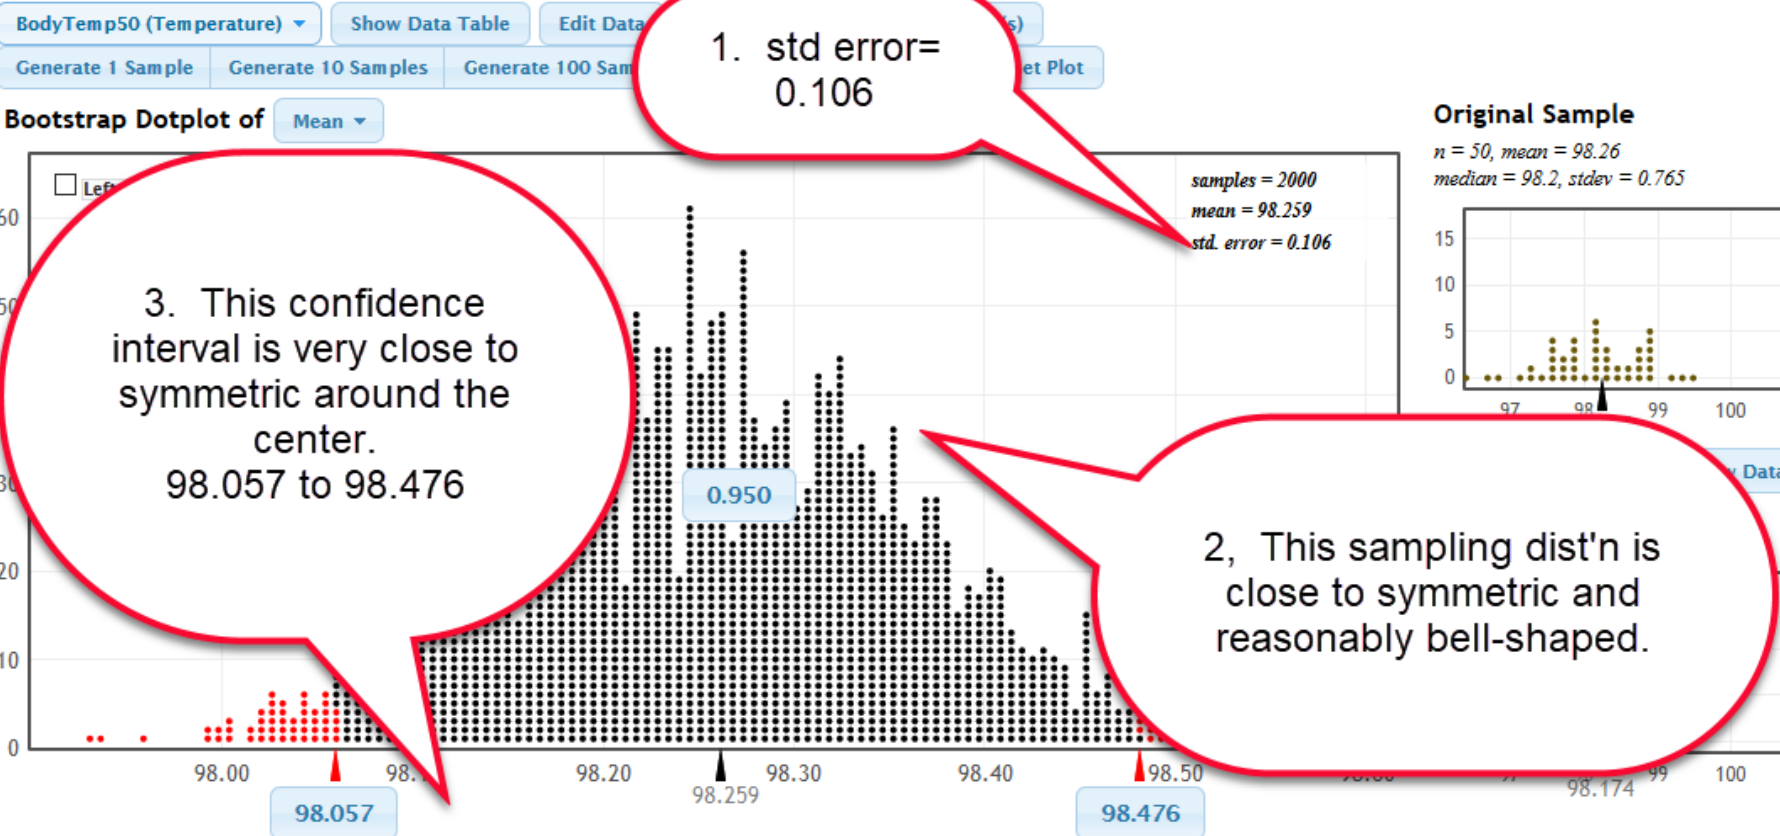 BodyTemp50 (Temperature)
Show Data Table
Edit Data
s)
Generate 1 Sample
Generate 10 Samples
Generate 100 Sam
et Plot
1. std error=
0.106
Bootstrap Dotplot of
Mean
Original Sample
n = 50, mean = 98.26
median = 98.2, stdev = 0.765
Left
samples = 2000
mean = 98.259
std. error = 0.106
60
20
10
0
3. This confidence
interval is very close to
symmetric around the
center.
98.057 to 98.476
0.950
15
10
5
0
97
98
99
100
Data
2, This sampling dist'n is
close to symmetric and
reasonably bell-shaped.
98.00
98.20
98.30
98.40
98.50
98.259
98.057
98.476
99
100
98.174